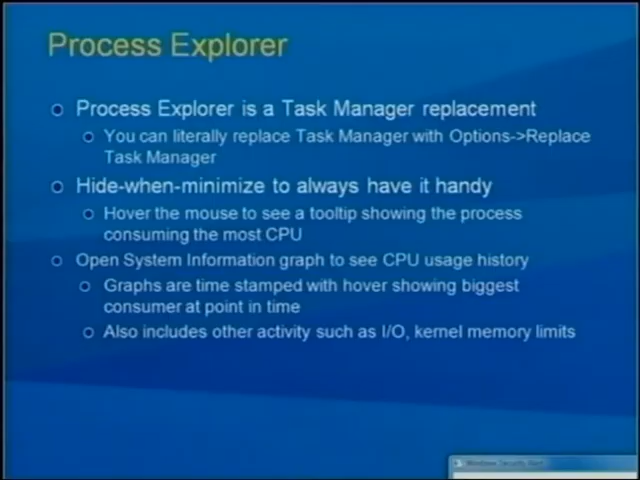 Process Explorer
Process Explorer is a Task Manager replacement
You can literally replace Task Manager with Options->Replace
Task Manager
Hide-when-minimize to always have it handy
Hover the mouse to see a tooltip showing the process
consuming the most CPU
Open System Information graph to see CPU usage history
Graphs are time stamped with hover showing biggest
consumer at point in time
Also includes other activity such as I/O, kernel memory limits
Windows Security Alert